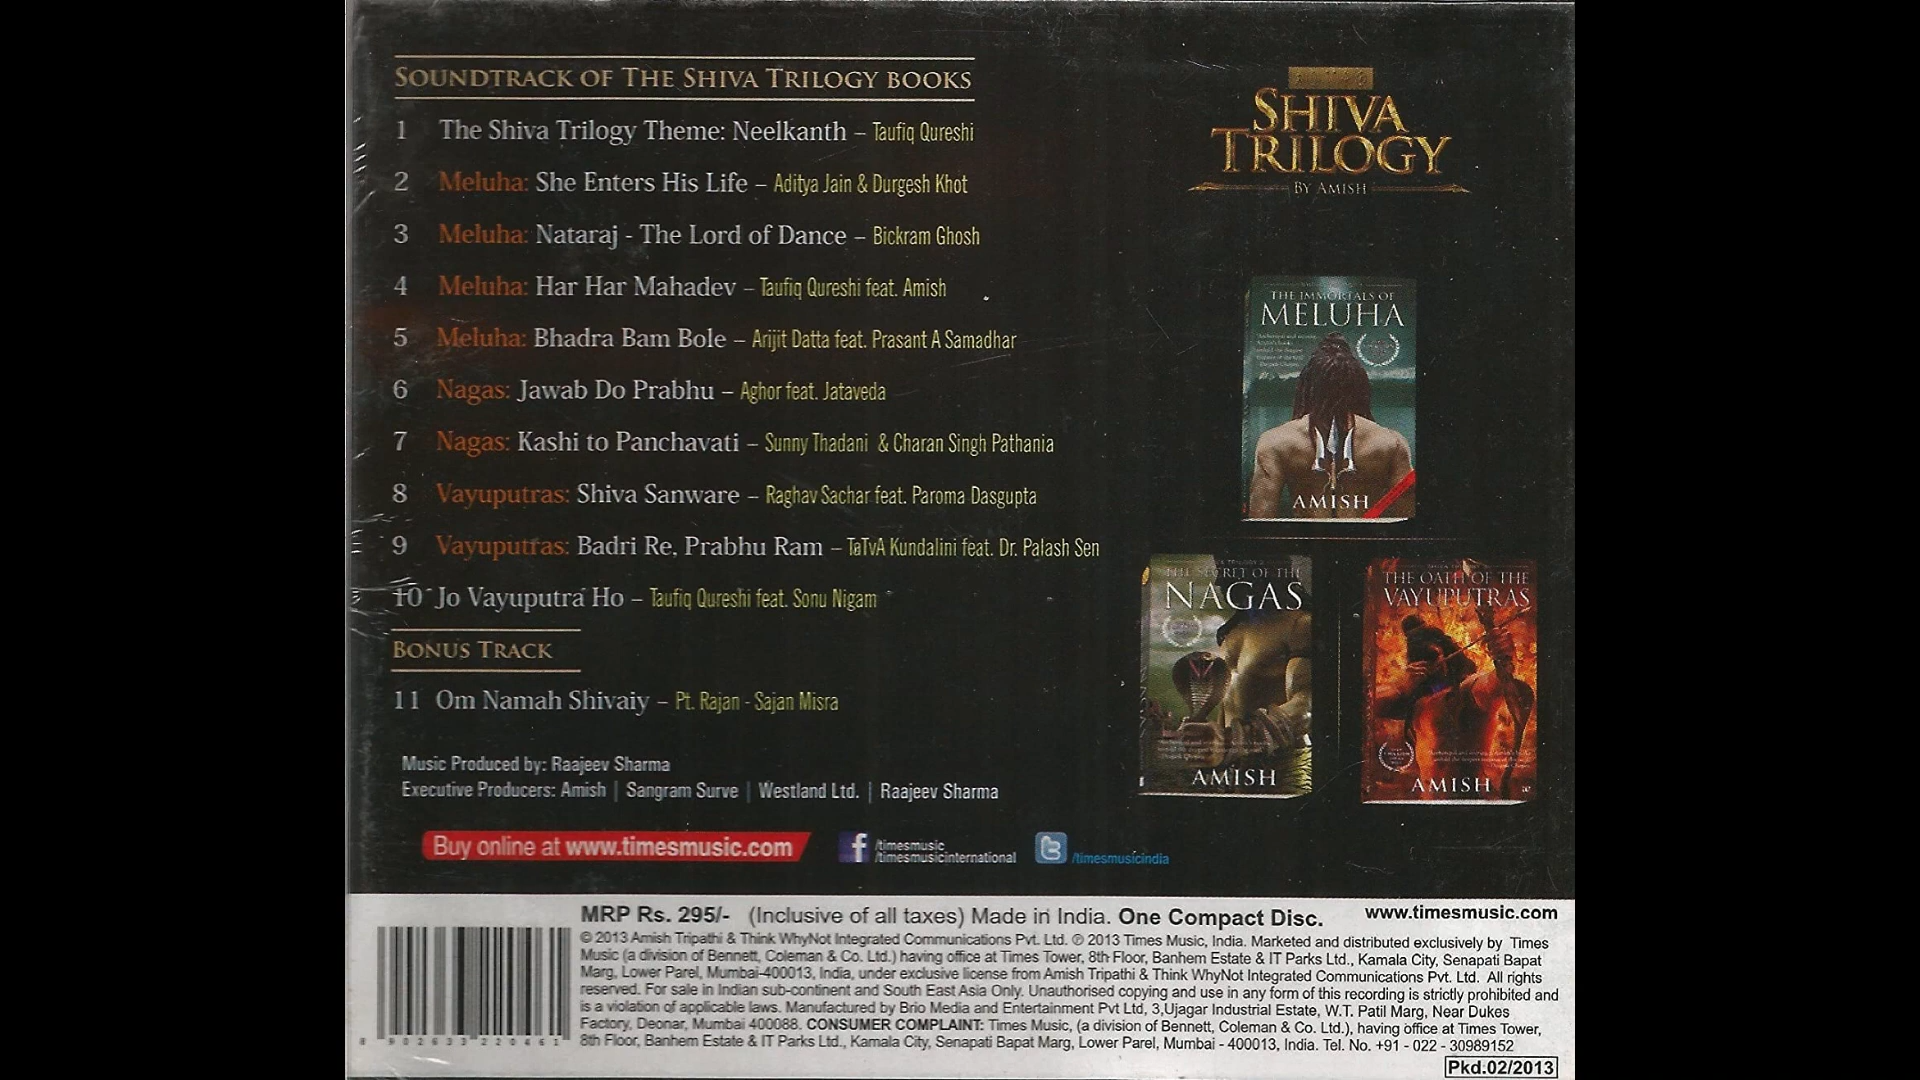 SOUNDTRACK OF THE SHIVA TRILOGY BOOKS
1 The Shiva Trilogy Theme: Neelkanth – Taufiq Qureshi
2 Meluha: She Enters His Life – Aditya Jain & Durgesh Khot
3 Meluha: Nataraj - The Lord of Dance – Bickram Ghosh
4 Meluha: Har Har Mahadev – Taufiq Qureshi feat. Amish
5 Meluha: Bhadra Bam Bole – Arijit Datta feat. Prasant A Samadhar
6 Nagas: Jawab Do Prabhu – Aghor feat. Jataveda
7 Nagas: Kashi to Panchavati – Sunny Thadani & Charan Singh Pathania
8 Vayuputras: Shiva Sanware – Raghav Sachar feat. Paroma Dasgupta
9 Vayuputras: Badri Re, Prabhu Ram – TaTvA Kundalini feat. Dr. Palash Sen
10 Jo Vayuputra Ho – Taufiq Qureshi feat. Sonu Nigam
BONUS TRACK
11 Om Namah Shivaiy – Pt. Rajan - Sajan Misra
Music Produced by: Raajeev Sharma
Executive Producers: Amish | Sangram Surve | Westland Ltd. | Raajeev Sharma
Buy online at www.timesmusic.com
/timesmusic
/timesmusicinternational
/timesmusicindia
SHIVA
TRILOGY
BY AMISH
THE IMMORTALS OF
MELUHA
AMISH
THE SECRET OF THE
NAGAS
AMISH
THE OATH OF THE
VAYUPUTRAS
AMISH
MRP Rs. 295/- (Inclusive of all taxes) Made in India. One Compact Disc. www.timesmusic.com
© 2013 Amish Tripathi & Think WhyNot Integrated Communications Pvt. Ltd. ℗ 2013 Times Music, India. Marketed and distributed exclusively by Times
Music (a division of Bennett, Coleman & Co. Ltd.) having office at Times Tower, 8th Floor, Banhem Estate & IT Parks Ltd., Kamala City, Senapati Bapat
Marg, Lower Parel, Mumbai-400013, India, under exclusive license from Amish Tripathi & Think WhyNot Integrated Communications Pvt. Ltd. All rights
reserved. For sale in Indian sub-continent and South East Asia Only. Unauthorised copying and use in any form of this recording is strictly prohibited and
is a violation of applicable laws. Manufactured by Brio Media and Entertainment Pvt Ltd, 3,Ujagar Industrial Estate, W.T. Patil Marg, Near Dukes
Factory, Deonar, Mumbai 400088. CONSUMER COMPLAINT: Times Music, (a division of Bennett, Coleman & Co. Ltd.), having office at Times Tower,
8th Floor, Banhem Estate & IT Parks Ltd., Kamala City, Senapati Bapat Marg, Lower Parel, Mumbai - 400013, India. Tel. No. +91 - 022 - 30989152
8 902633 220461
Pkd.02/2013